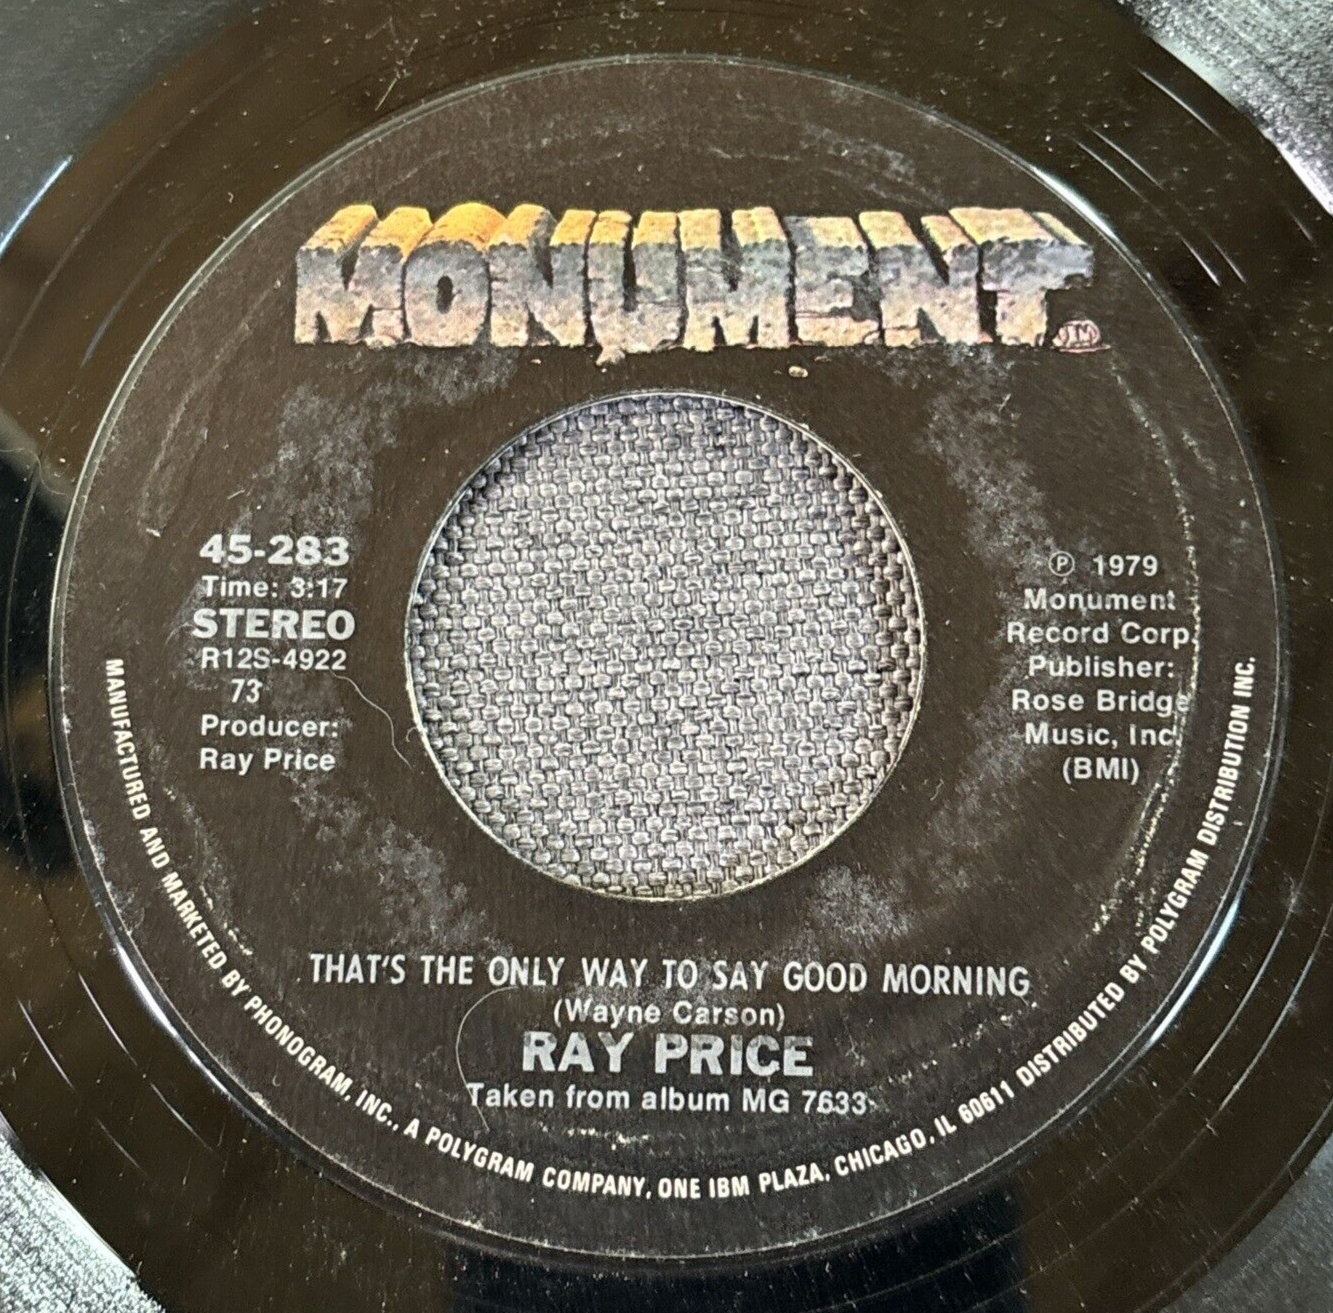 MONUMENT
TM
45-283
Time: 3:17
STEREO
R12S-4922
73
Producer:
Ray Price
℗ 1979
Monument
Record Corp.
Publisher:
Rose Bridge
Music, Inc.
(BMI)
THAT'S THE ONLY WAY TO SAY GOOD MORNING
(Wayne Carson)
RAY PRICE
Taken from album MG 7633
MANUFACTURED AND MARKETED BY PHONOGRAM, INC., A POLYGRAM COMPANY, ONE IBM PLAZA, CHICAGO, IL 60611 DISTRIBUTED BY POLYGRAM DISTRIBUTION INC.